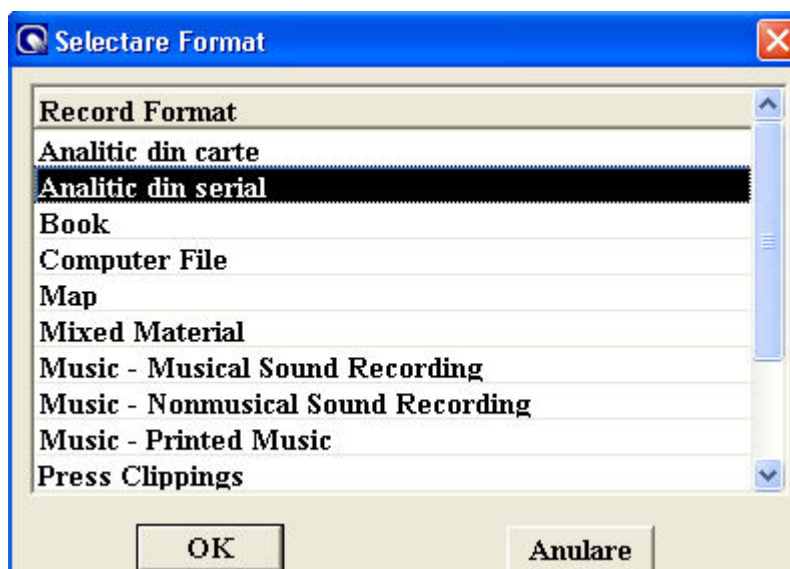 Selectare Format
Record Format
Analitic din carte
Analitic din serial
Book
Computer File
Map
Mixed Material
Music - Musical Sound Recording
Music - Nonmusical Sound Recording
Music - Printed Music
Press Clippings
OK
Anulare